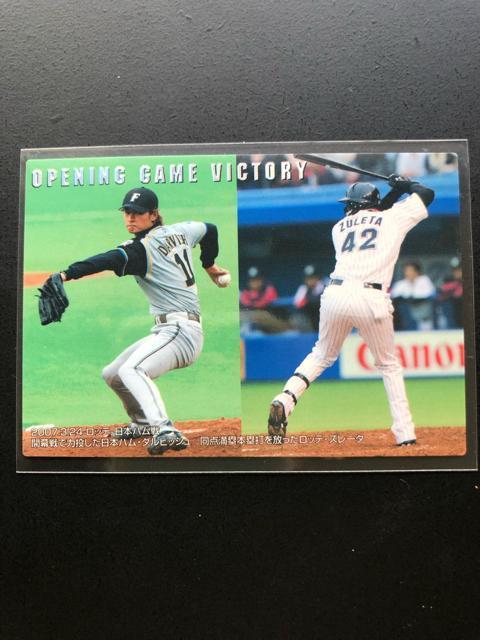 OPENING GAME VICTORY
F
DARVISH
11
ZULETA
42
Canon
2007.3.24 ロッテ-日本ハム戦
開幕戦で力投した日本ハム・ダルビッシュ 同点満塁本塁打を放ったロッテ・ズレータ